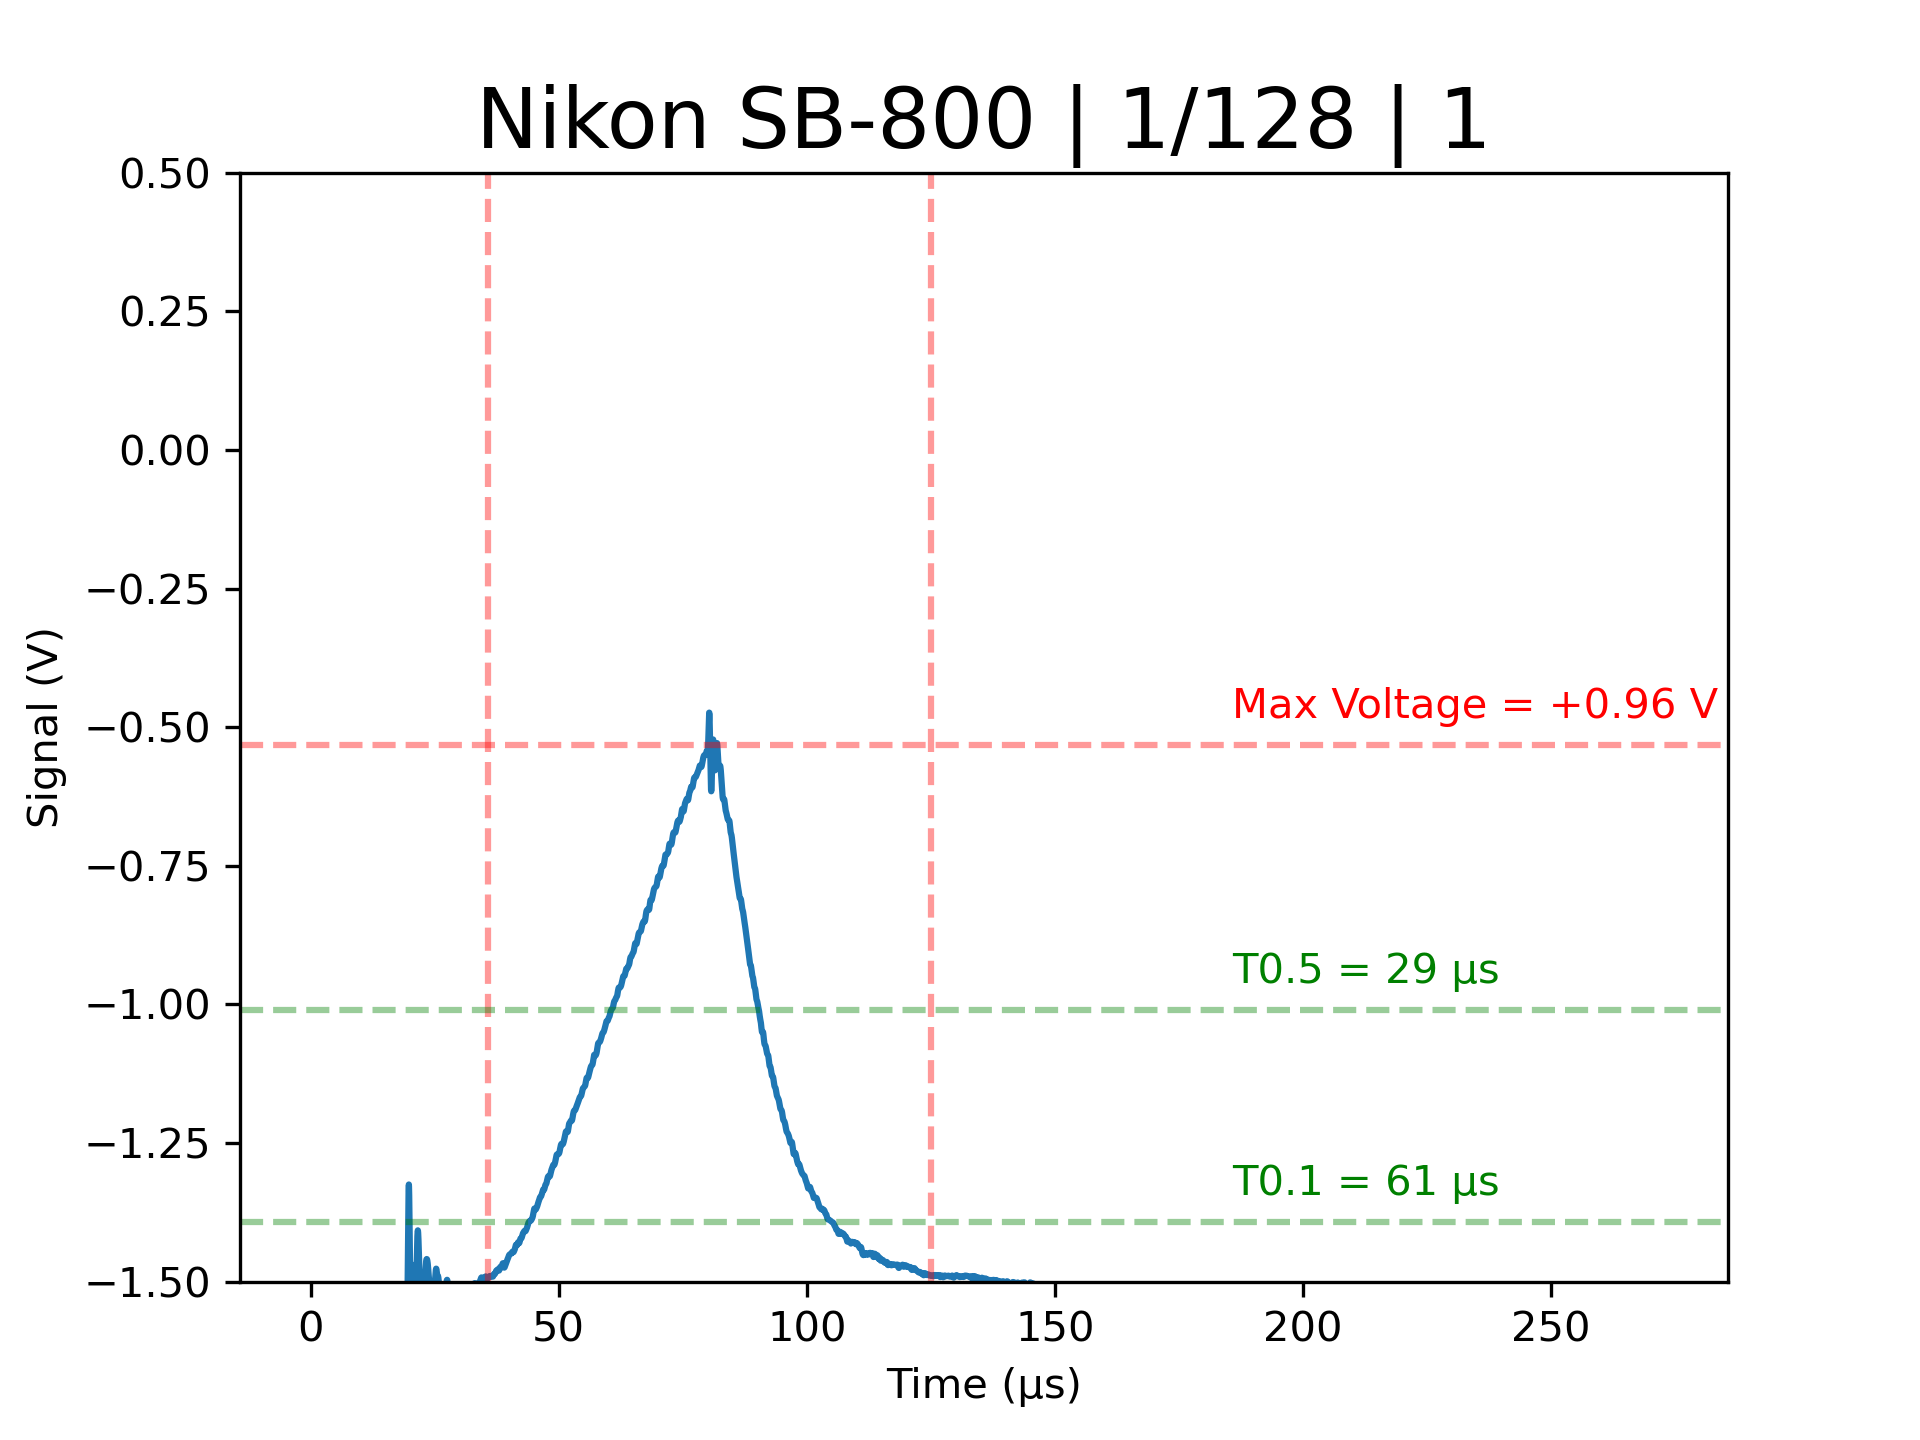 Nikon SB-800 | 1/128 | 1
0.50
0.25
0.00
−0.25
−0.50
−0.75
−1.00
−1.25
−1.50
Signal (V)
Max Voltage = +0.96 V
T0.5 = 29 µs
T0.1 = 61 µs
0 50 100 150 200 250
Time (µs)